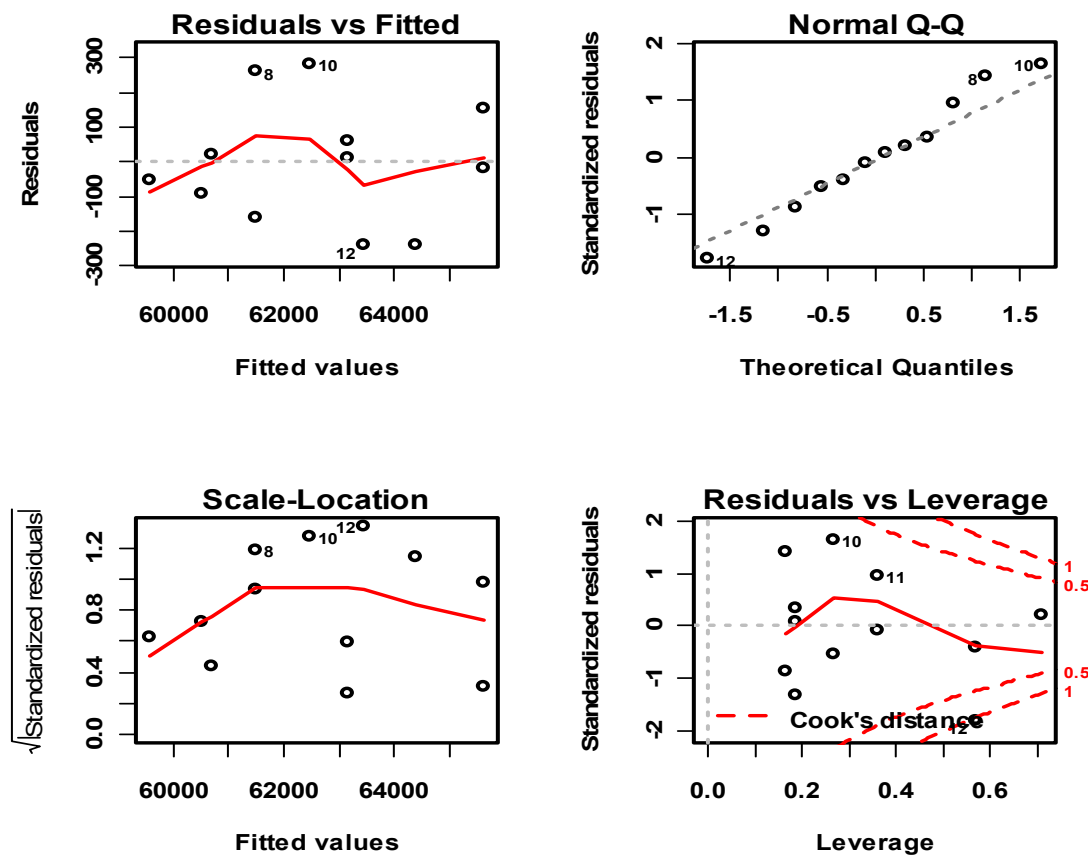 Residuals vs Fitted
Residuals
300
100
-100
-300
8
10
12
60000 62000 64000
Fitted values
Normal Q-Q
Standardized residuals
2
1
0
-1
8
10
12
-1.5 -0.5 0.5 1.5
Theoretical Quantiles
Scale-Location
√|Standardized residuals|
1.2
0.8
0.4
0.0
8
10
12
60000 62000 64000
Fitted values
Residuals vs Leverage
Standardized residuals
2
1
0
-1
-2
10
11
12
1
0.5
0.5
1
Cook's distance
0.0 0.2 0.4 0.6
Leverage